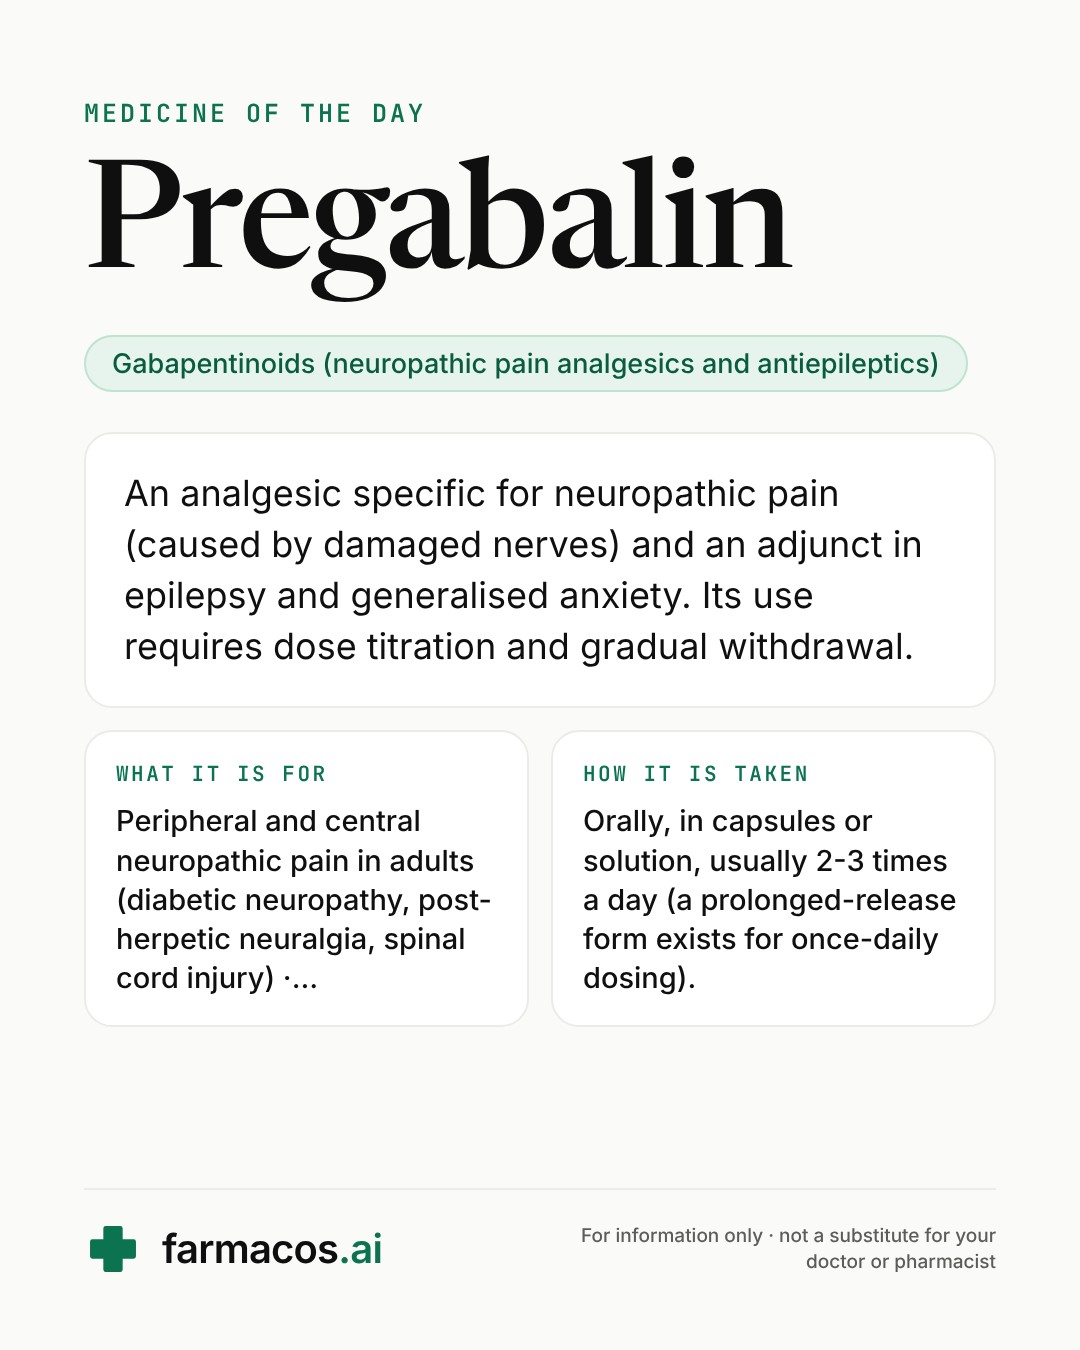 MEDICINE OF THE DAY
Pregabalin
Gabapentinoids (neuropathic pain analgesics and antiepileptics)
An analgesic specific for neuropathic pain
(caused by damaged nerves) and an adjunct in
epilepsy and generalised anxiety. Its use
requires dose titration and gradual withdrawal.
WHAT IT IS FOR
Peripheral and central
neuropathic pain in adults
(diabetic neuropathy, post-
herpetic neuralgia, spinal
cord injury) ·…
HOW IT IS TAKEN
Orally, in capsules or
solution, usually 2-3 times
a day (a prolonged-release
form exists for once-daily
dosing).
farmacos.ai
For information only · not a substitute for your
doctor or pharmacist